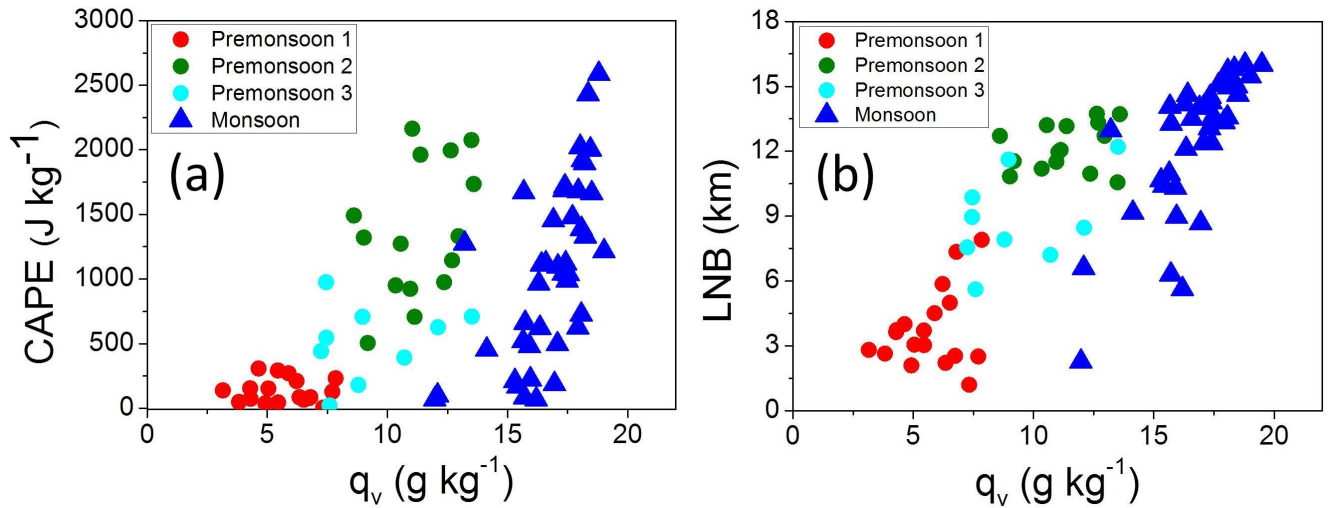 3000
2500
2000
1500
1000
500
0
CAPE (J kg⁻¹)
Premonsoon 1
Premonsoon 2
Premonsoon 3
Monsoon
(a)
0 5 10 15 20
qᵥ (g kg⁻¹)
18
15
12
9
6
3
0
LNB (km)
Premonsoon 1
Premonsoon 2
Premonsoon 3
Monsoon
(b)
0 5 10 15 20
qᵥ (g kg⁻¹)